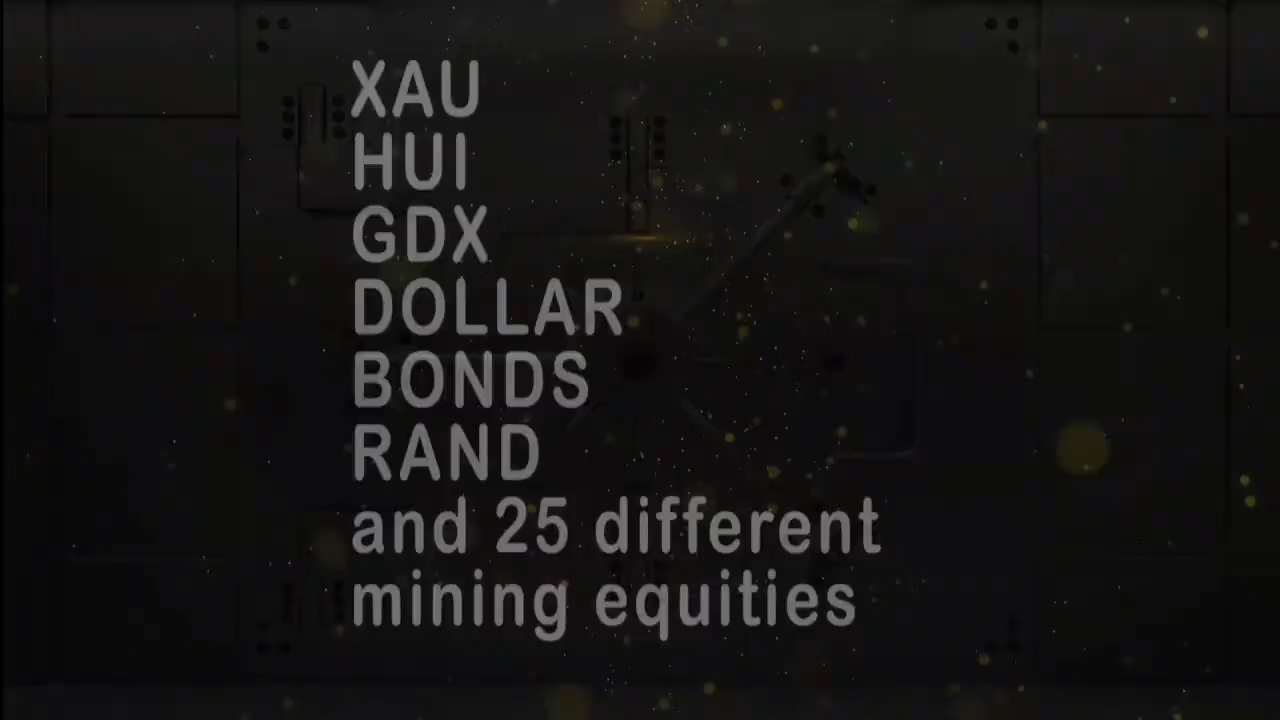 XAU
HUI
GDX
DOLLAR
BONDS
RAND
and 25 different
mining equities